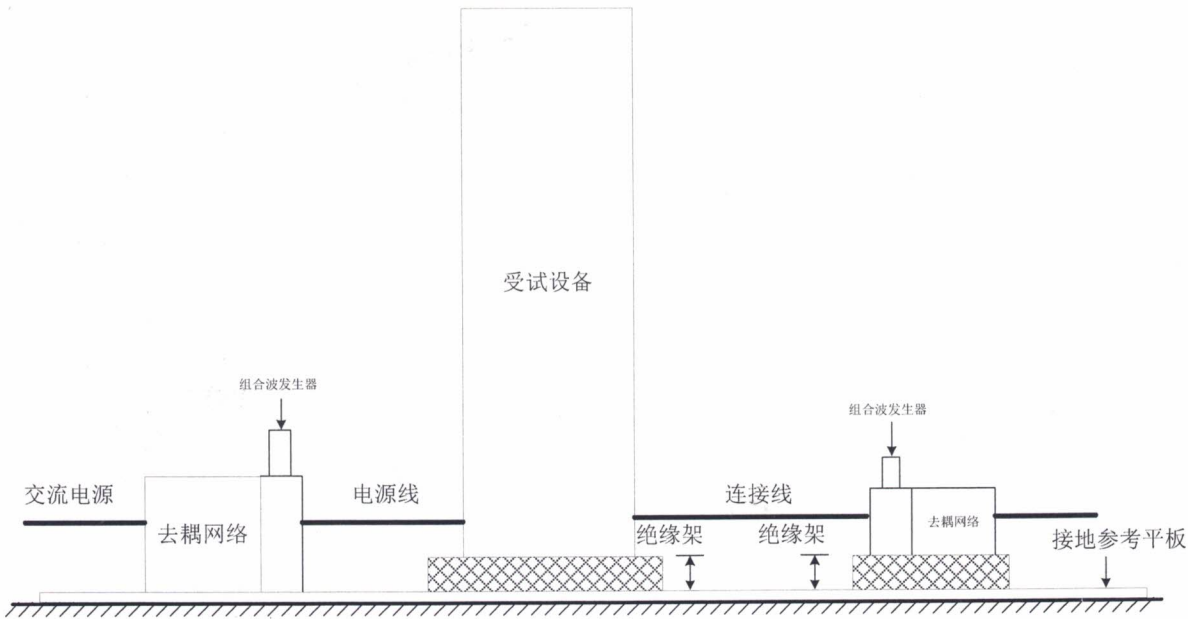 受试设备
组合波发生器
组合波发生器
交流电源
电源线
连接线
去耦网络
去耦网络
绝缘架
绝缘架
接地参考平板